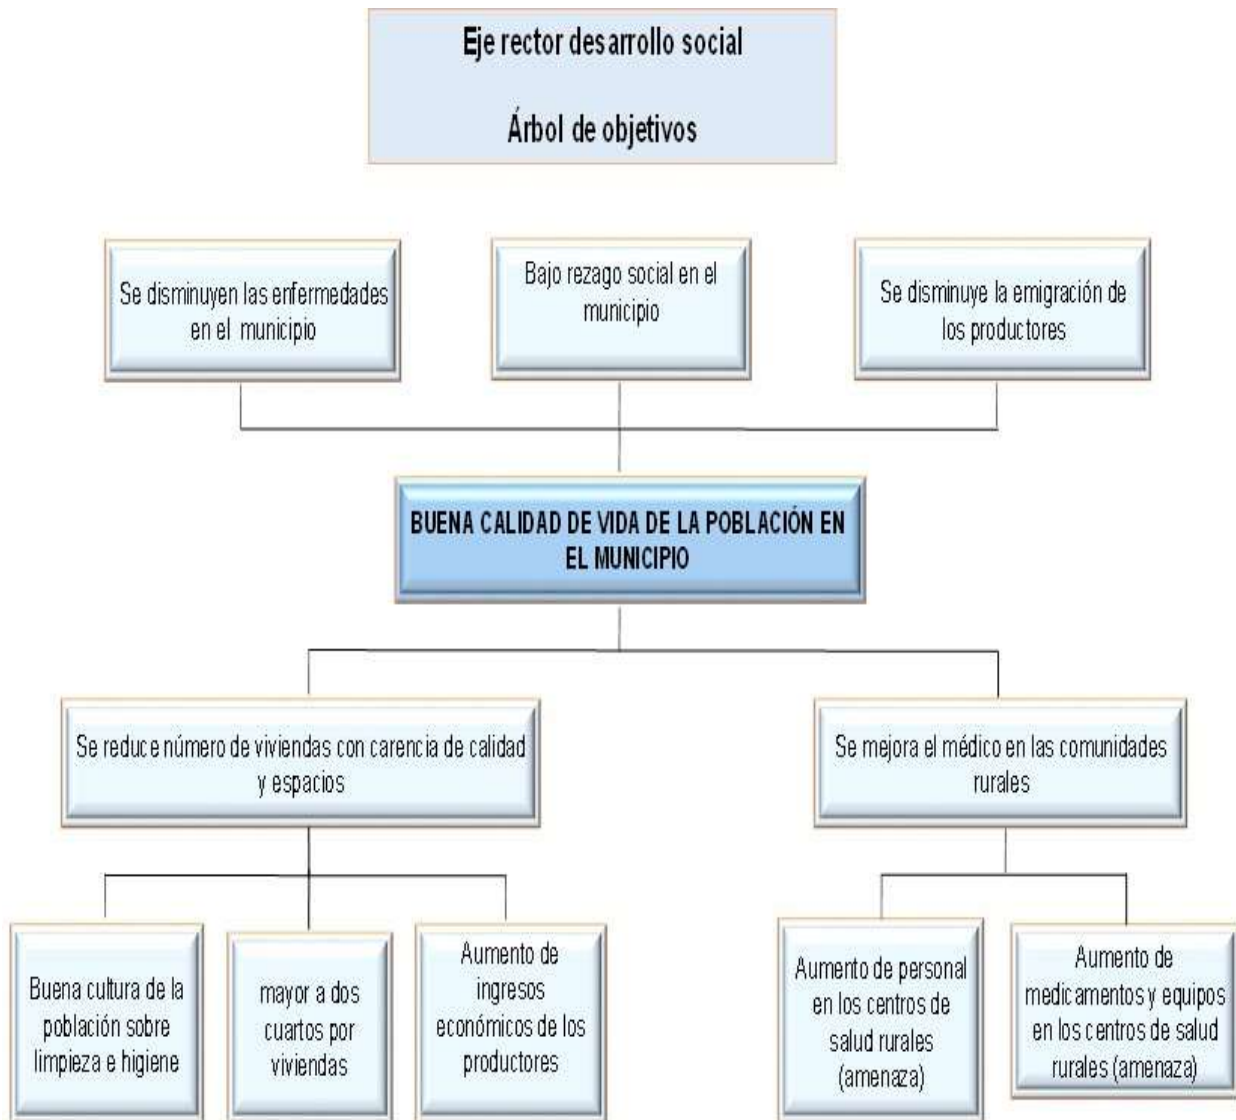 Eje rector desarrollo social
Árbol de objetivos
Se disminuyen las enfermedades
en el municipio
Bajo rezago social en el
municipio
Se disminuye la emigración de
los productores
BUENA CALIDAD DE VIDA DE LA POBLACIÓN EN
EL MUNICIPIO
Se reduce número de viviendas con carencia de calidad
y espacios
Se mejora el médico en las comunidades
rurales
Buena cultura de la
población sobre
limpieza e higiene
mayor a dos
cuartos por
viviendas
Aumento de
ingresos
económicos de los
productores
Aumento de personal
en los centros de
salud rurales
(amenaza)
Aumento de
medicamentos y equipos
en los centros de salud
rurales (amenaza)